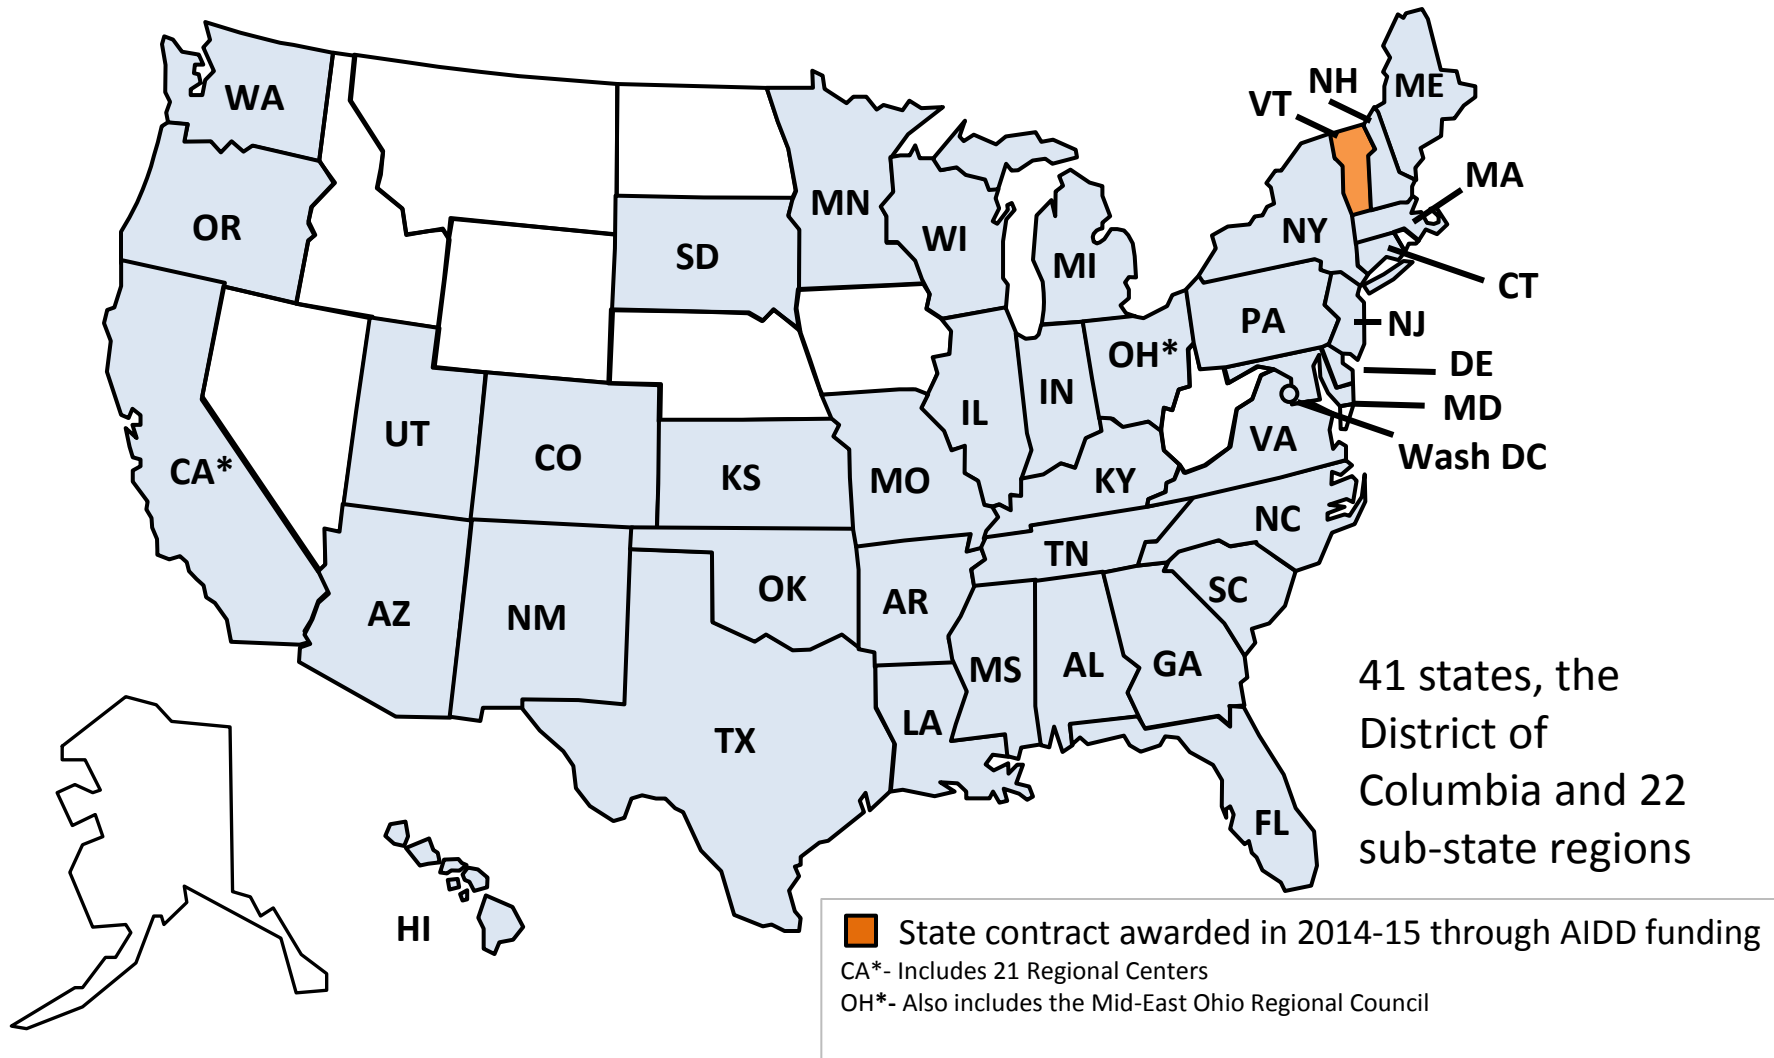 WA
OR
CA*
UT
AZ
CO
NM
SD
KS
OK
TX
MN
WI
MI
IL
IN
OH*
MO
AR
LA
MS
AL
GA
FL
TN
KY
SC
NC
VA
PA
NY
VT
NH
ME
MA
CT
NJ
DE
MD
Wash DC
HI
41 states, the
District of
Columbia and 22
sub-state regions
State contract awarded in 2014-15 through AIDD funding
CA*- Includes 21 Regional Centers
OH*- Also includes the Mid-East Ohio Regional Council